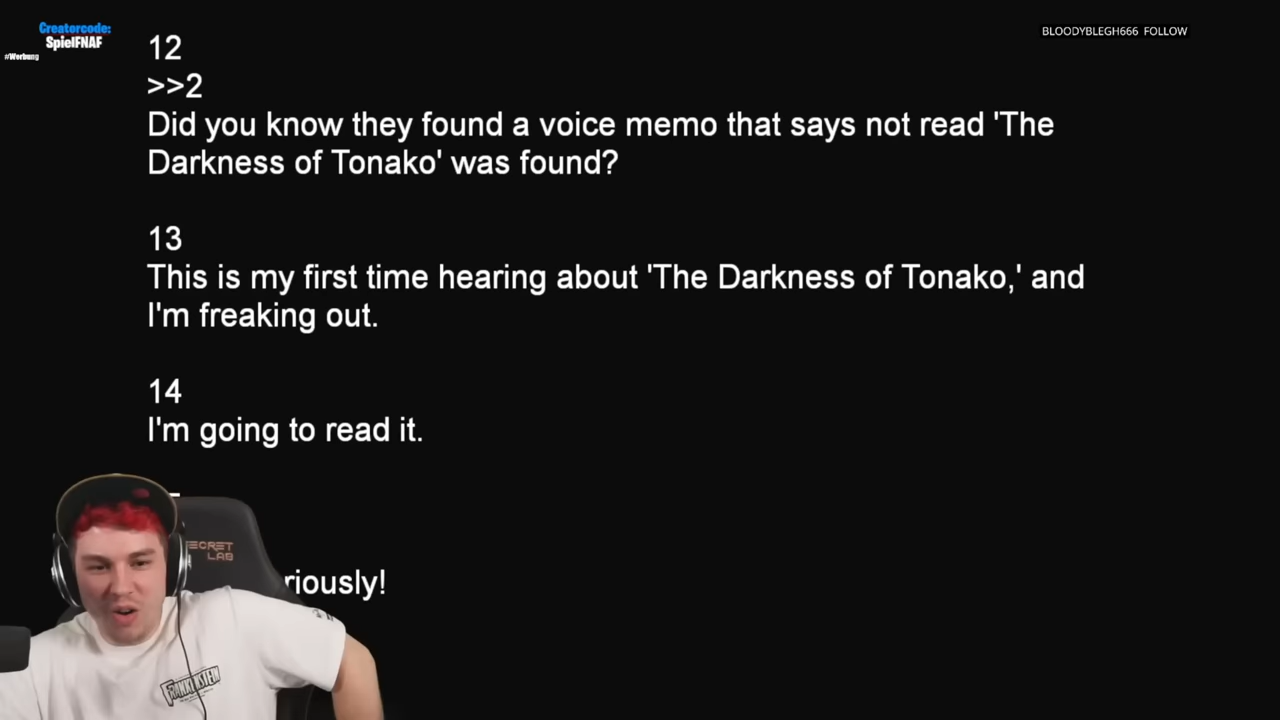 Creatorcode:
SpielFNAF
#Werbung
BLOODYBLEGH666 FOLLOW
12
>>2
Did you know they found a voice memo that says not read 'The
Darkness of Tonako' was found?
13
This is my first time hearing about 'The Darkness of Tonako,' and
I'm freaking out.
14
I'm going to read it.
SECRET
LAB
riously!
FRANKENSTEIN